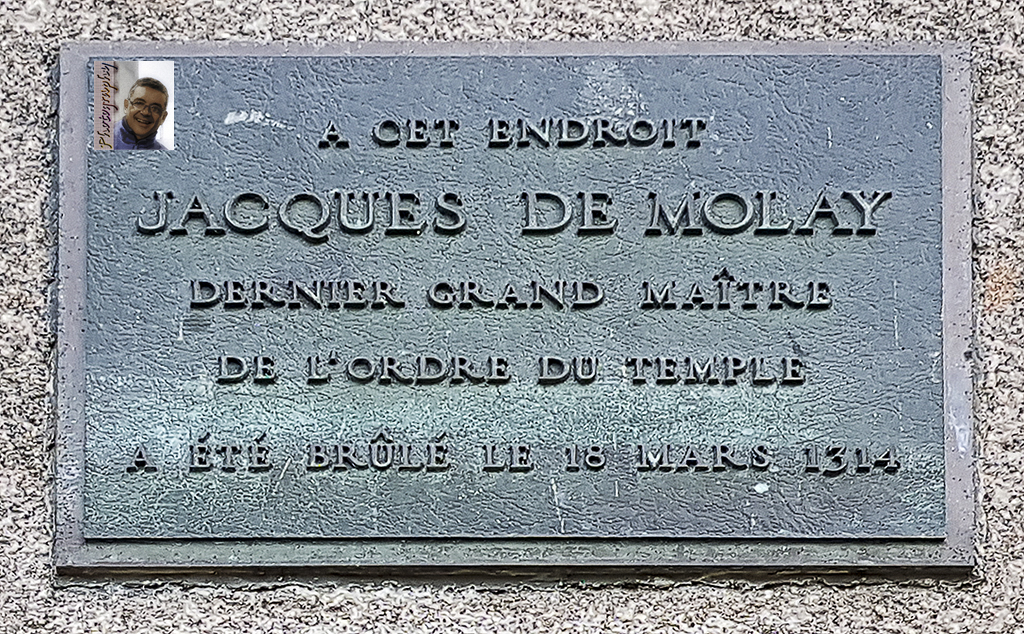 A CET ENDROIT
JACQUES DE MOLAY
DERNIER GRAND MAÎTRE
DE L'ORDRE DU TEMPLE
A ÉTÉ BRÛLÉ LE 18 MARS 1314